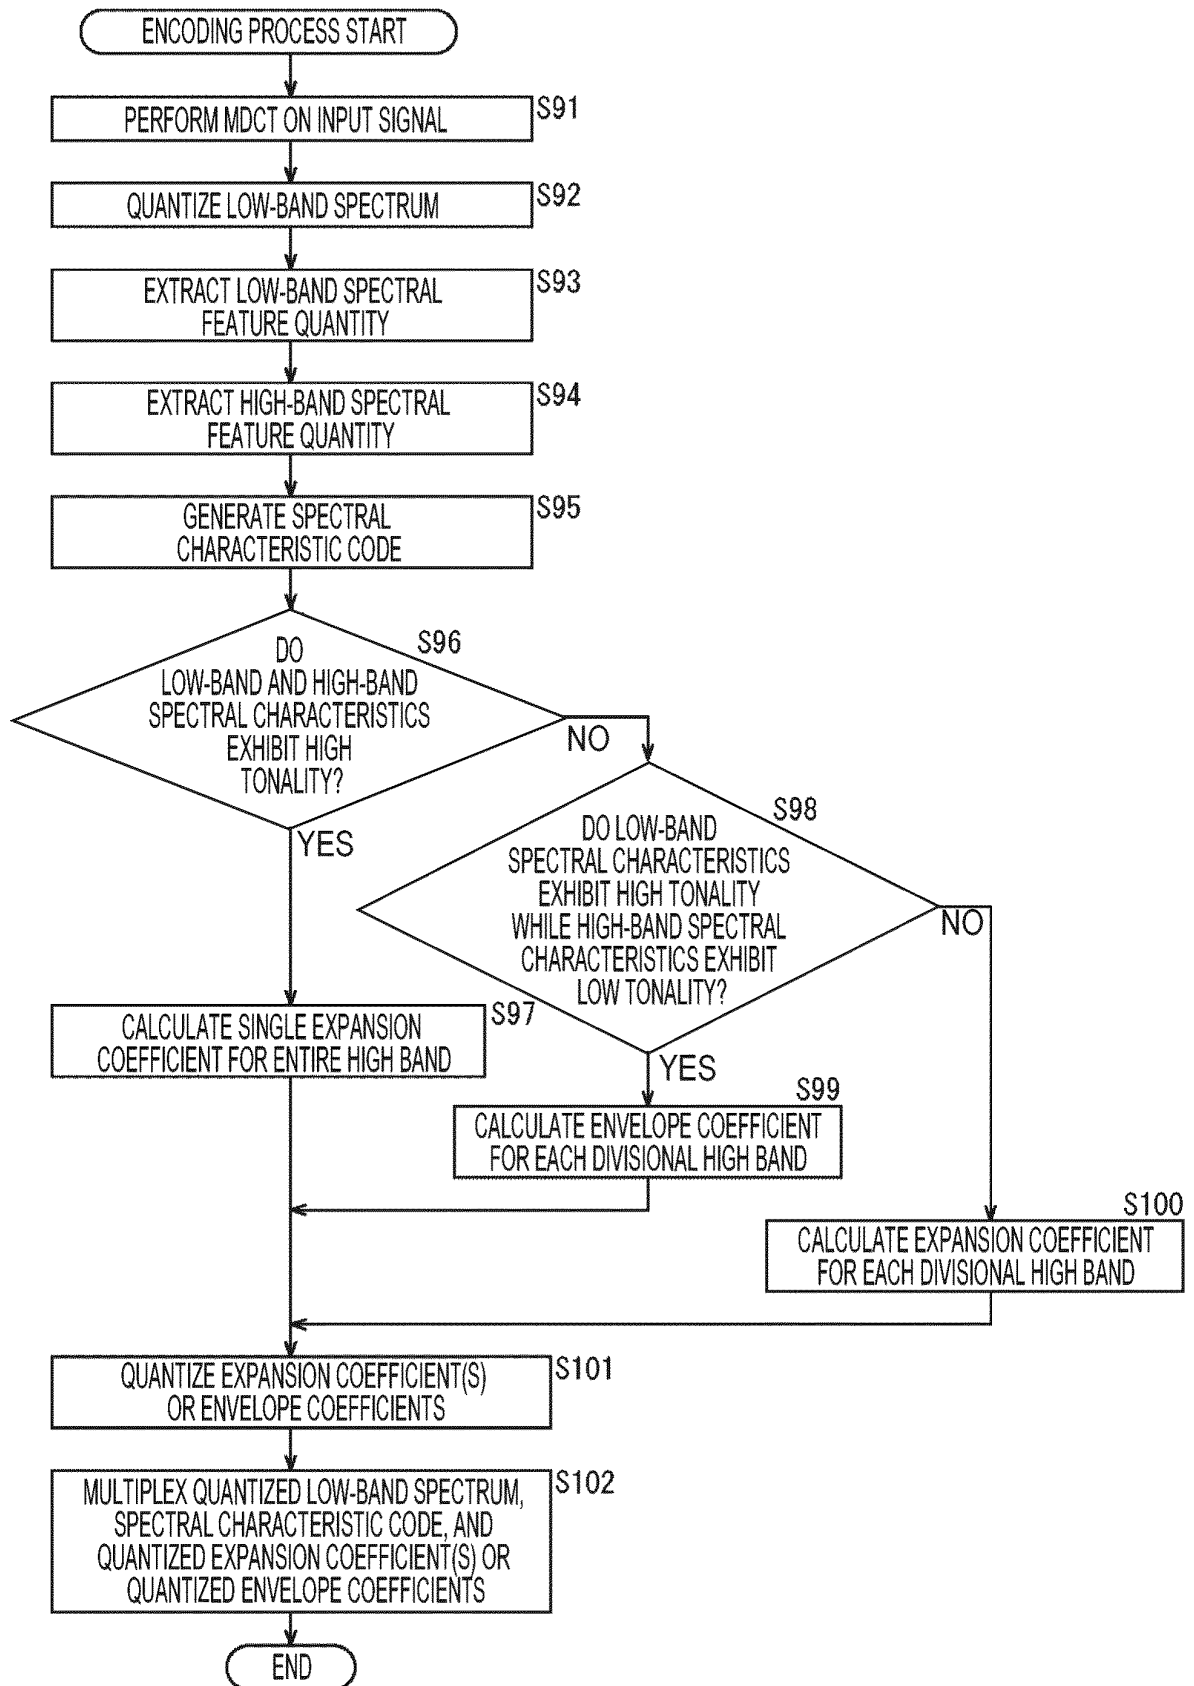 ENCODING PROCESS START
S91
PERFORM MDCT ON INPUT SIGNAL
S92
QUANTIZE LOW-BAND SPECTRUM
S93
EXTRACT LOW-BAND SPECTRAL
FEATURE QUANTITY
S94
EXTRACT HIGH-BAND SPECTRAL
FEATURE QUANTITY
S95
GENERATE SPECTRAL
CHARACTERISTIC CODE
S96
DO
LOW-BAND AND HIGH-BAND
SPECTRAL CHARACTERISTICS
EXHIBIT HIGH
TONALITY?
NO
YES
S98
DO LOW-BAND
SPECTRAL CHARACTERISTICS
EXHIBIT HIGH TONALITY
WHILE HIGH-BAND SPECTRAL
CHARACTERISTICS EXHIBIT
LOW TONALITY?
NO
YES
S97
CALCULATE SINGLE EXPANSION
COEFFICIENT FOR ENTIRE HIGH BAND
S99
CALCULATE ENVELOPE COEFFICIENT
FOR EACH DIVISIONAL HIGH BAND
S100
CALCULATE EXPANSION COEFFICIENT
FOR EACH DIVISIONAL HIGH BAND
S101
QUANTIZE EXPANSION COEFFICIENT(S)
OR ENVELOPE COEFFICIENTS
S102
MULTIPLEX QUANTIZED LOW-BAND SPECTRUM,
SPECTRAL CHARACTERISTIC CODE, AND
QUANTIZED EXPANSION COEFFICIENT(S) OR
QUANTIZED ENVELOPE COEFFICIENTS
END